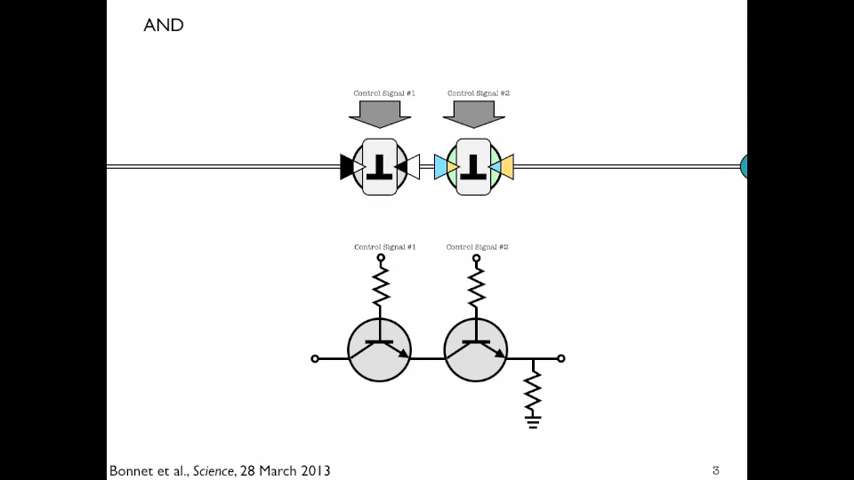 AND
Control Signal #1
Control Signal #2
Control Signal #1
Control Signal #2
Bonnet et al., Science, 28 March 2013
3